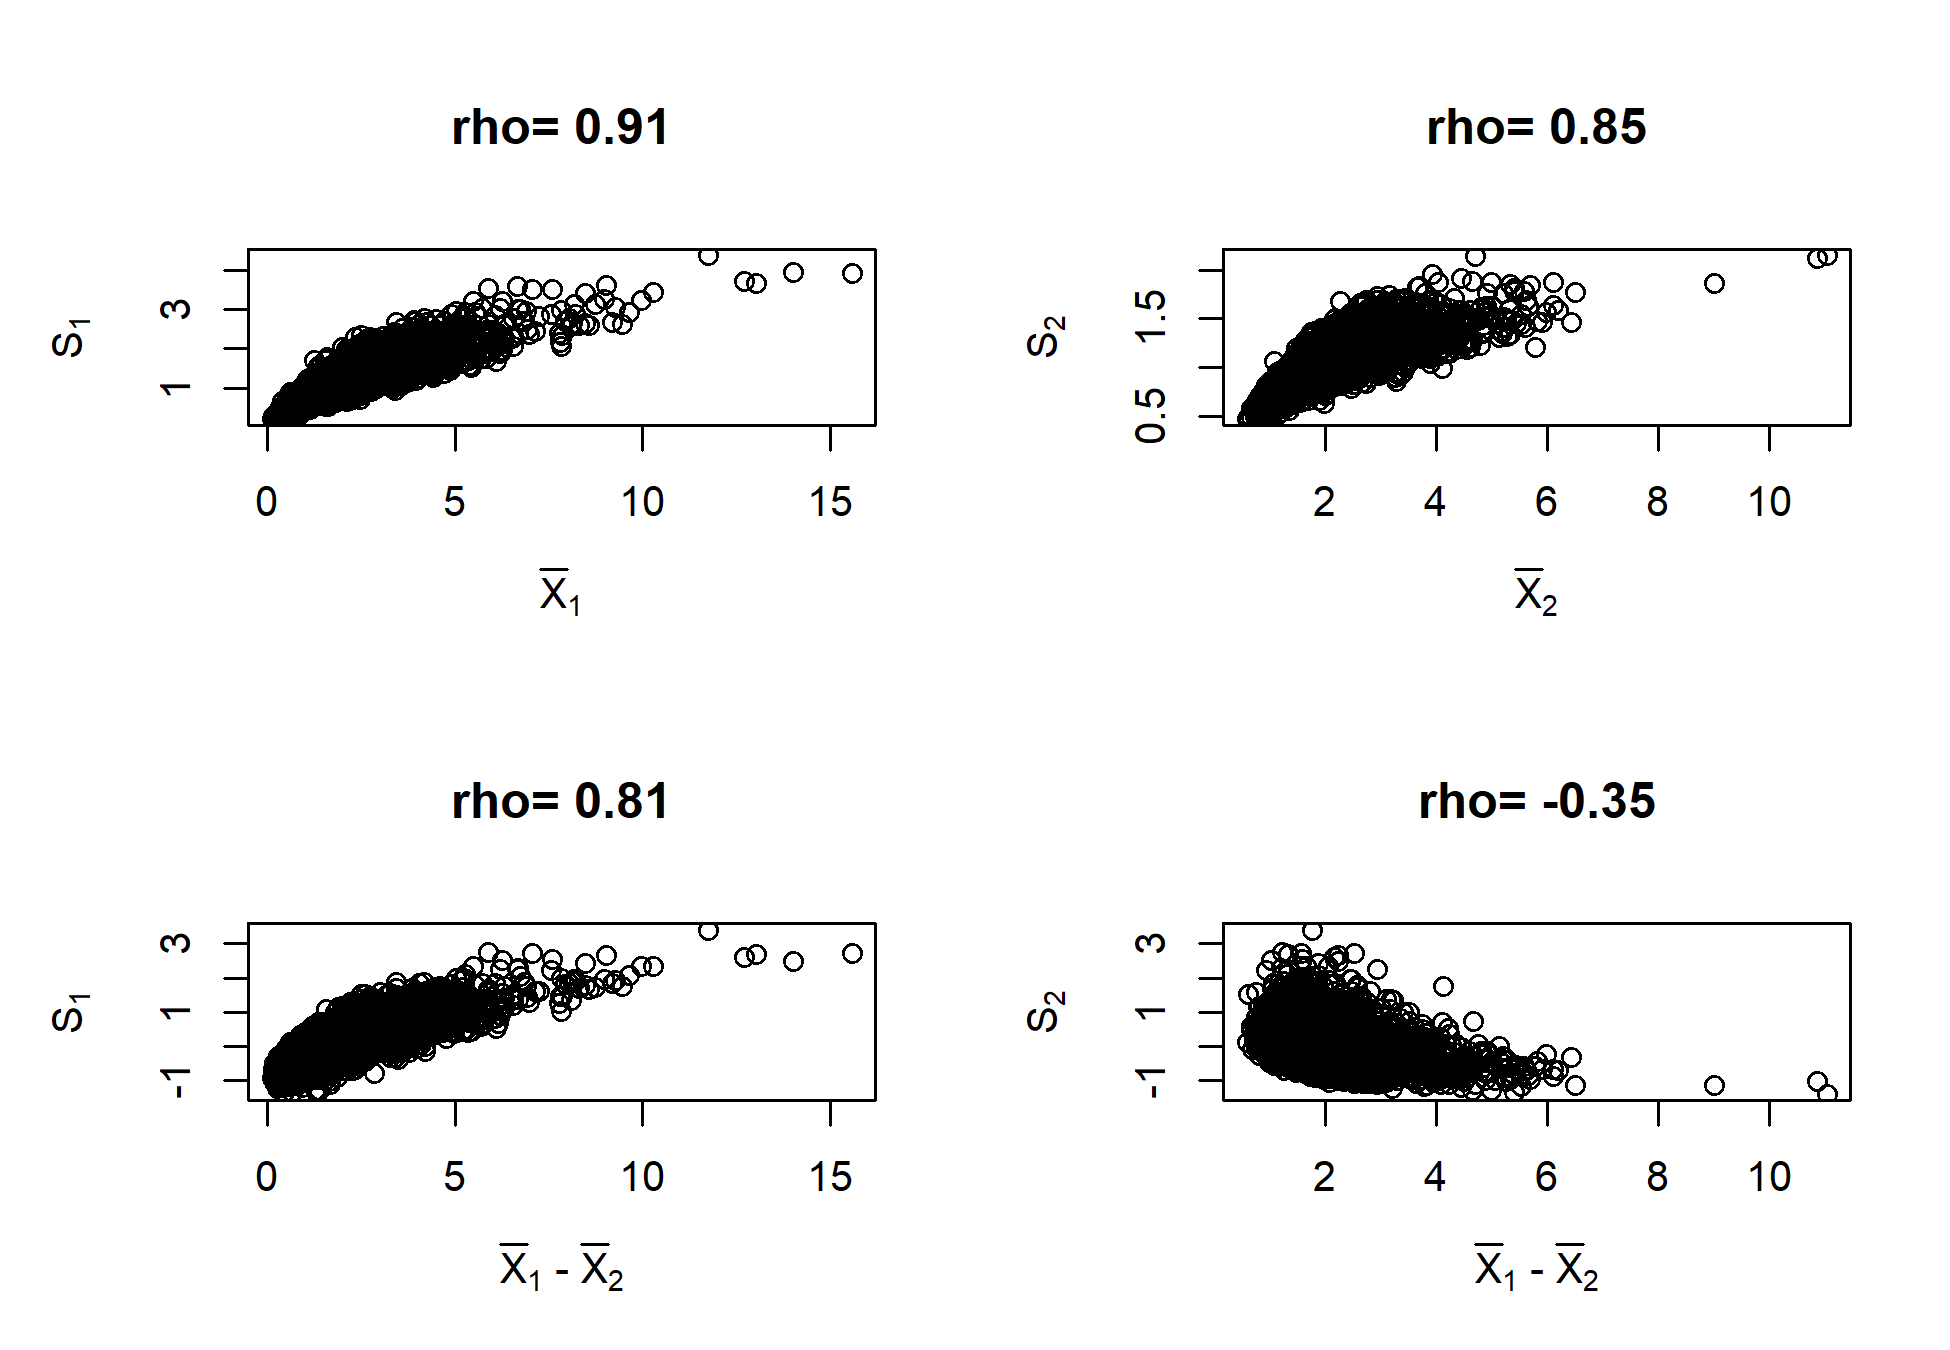 rho= 0.91
S₁
3
1
0 5 10 15
X̅₁
rho= 0.85
S₂
1.5
0.5
2 4 6 8 10
X̅₂
rho= 0.81
S₁
3
1
-1
0 5 10 15
X̅₁ - X̅₂
rho= -0.35
S₂
3
1
-1
2 4 6 8 10
X̅₁ - X̅₂